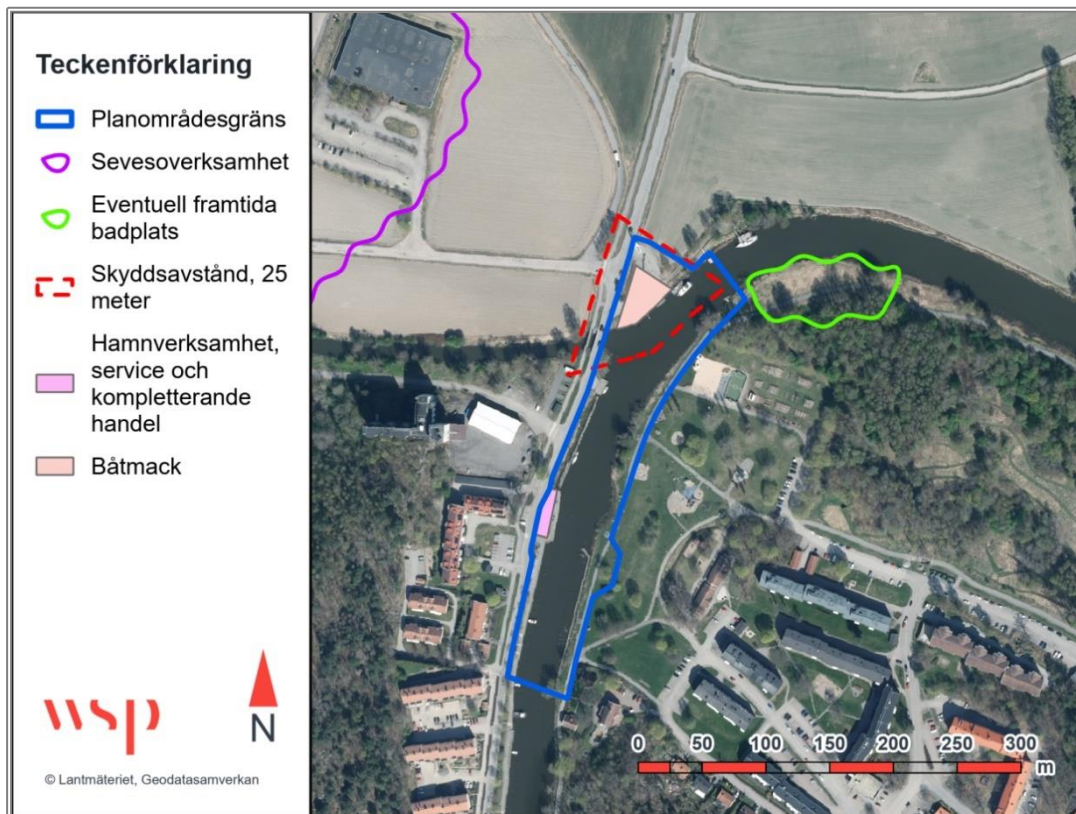 Teckenförklaring
Planområdesgräns
Sevesoverksamhet
Eventuell framtida
badplats
Skyddsavstånd, 25
meter
Hamnverksamhet,
service och
kompletterande
handel
Båtmack
wsp
N
© Lantmäteriet, Geodatasamverkan
0 50 100 150 200 250 300
m